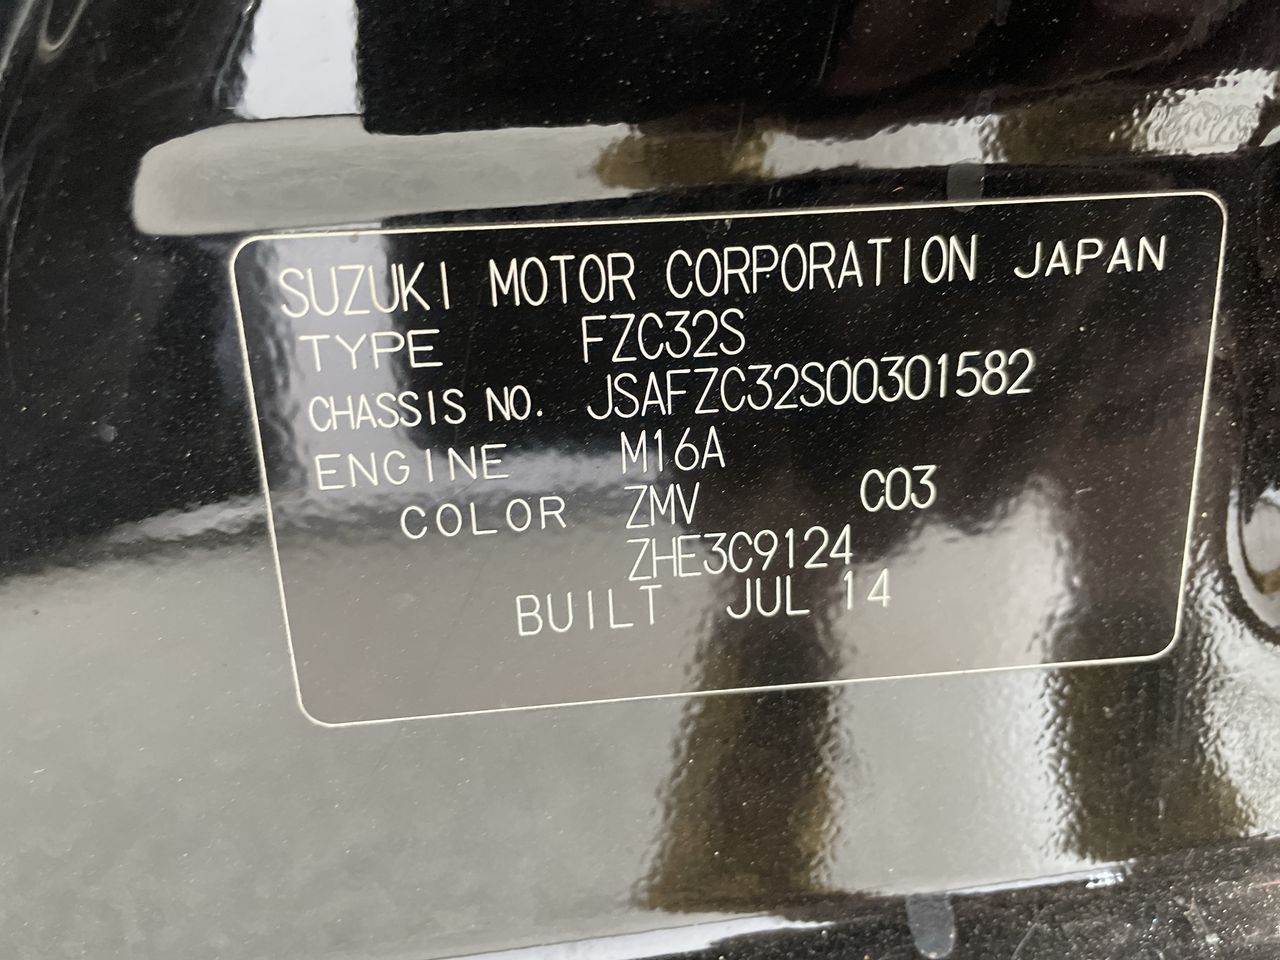 SUZUKI MOTOR CORPORATION JAPAN
TYPE FZC32S
CHASSIS NO. JSAFZC32S00301582
ENGINE M16A
COLOR ZMV C03
ZHE3C9124
BUILT JUL 14